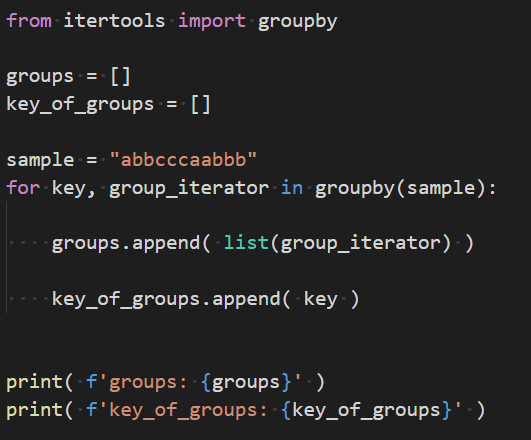 from itertools import groupby
groups = []
key_of_groups = []
sample = "abbcccaabbb"
for key, group_iterator in groupby(sample):
    groups.append( list(group_iterator) )
    key_of_groups.append( key )
print( f'groups: {groups}' )
print( f'key_of_groups: {key_of_groups}' )